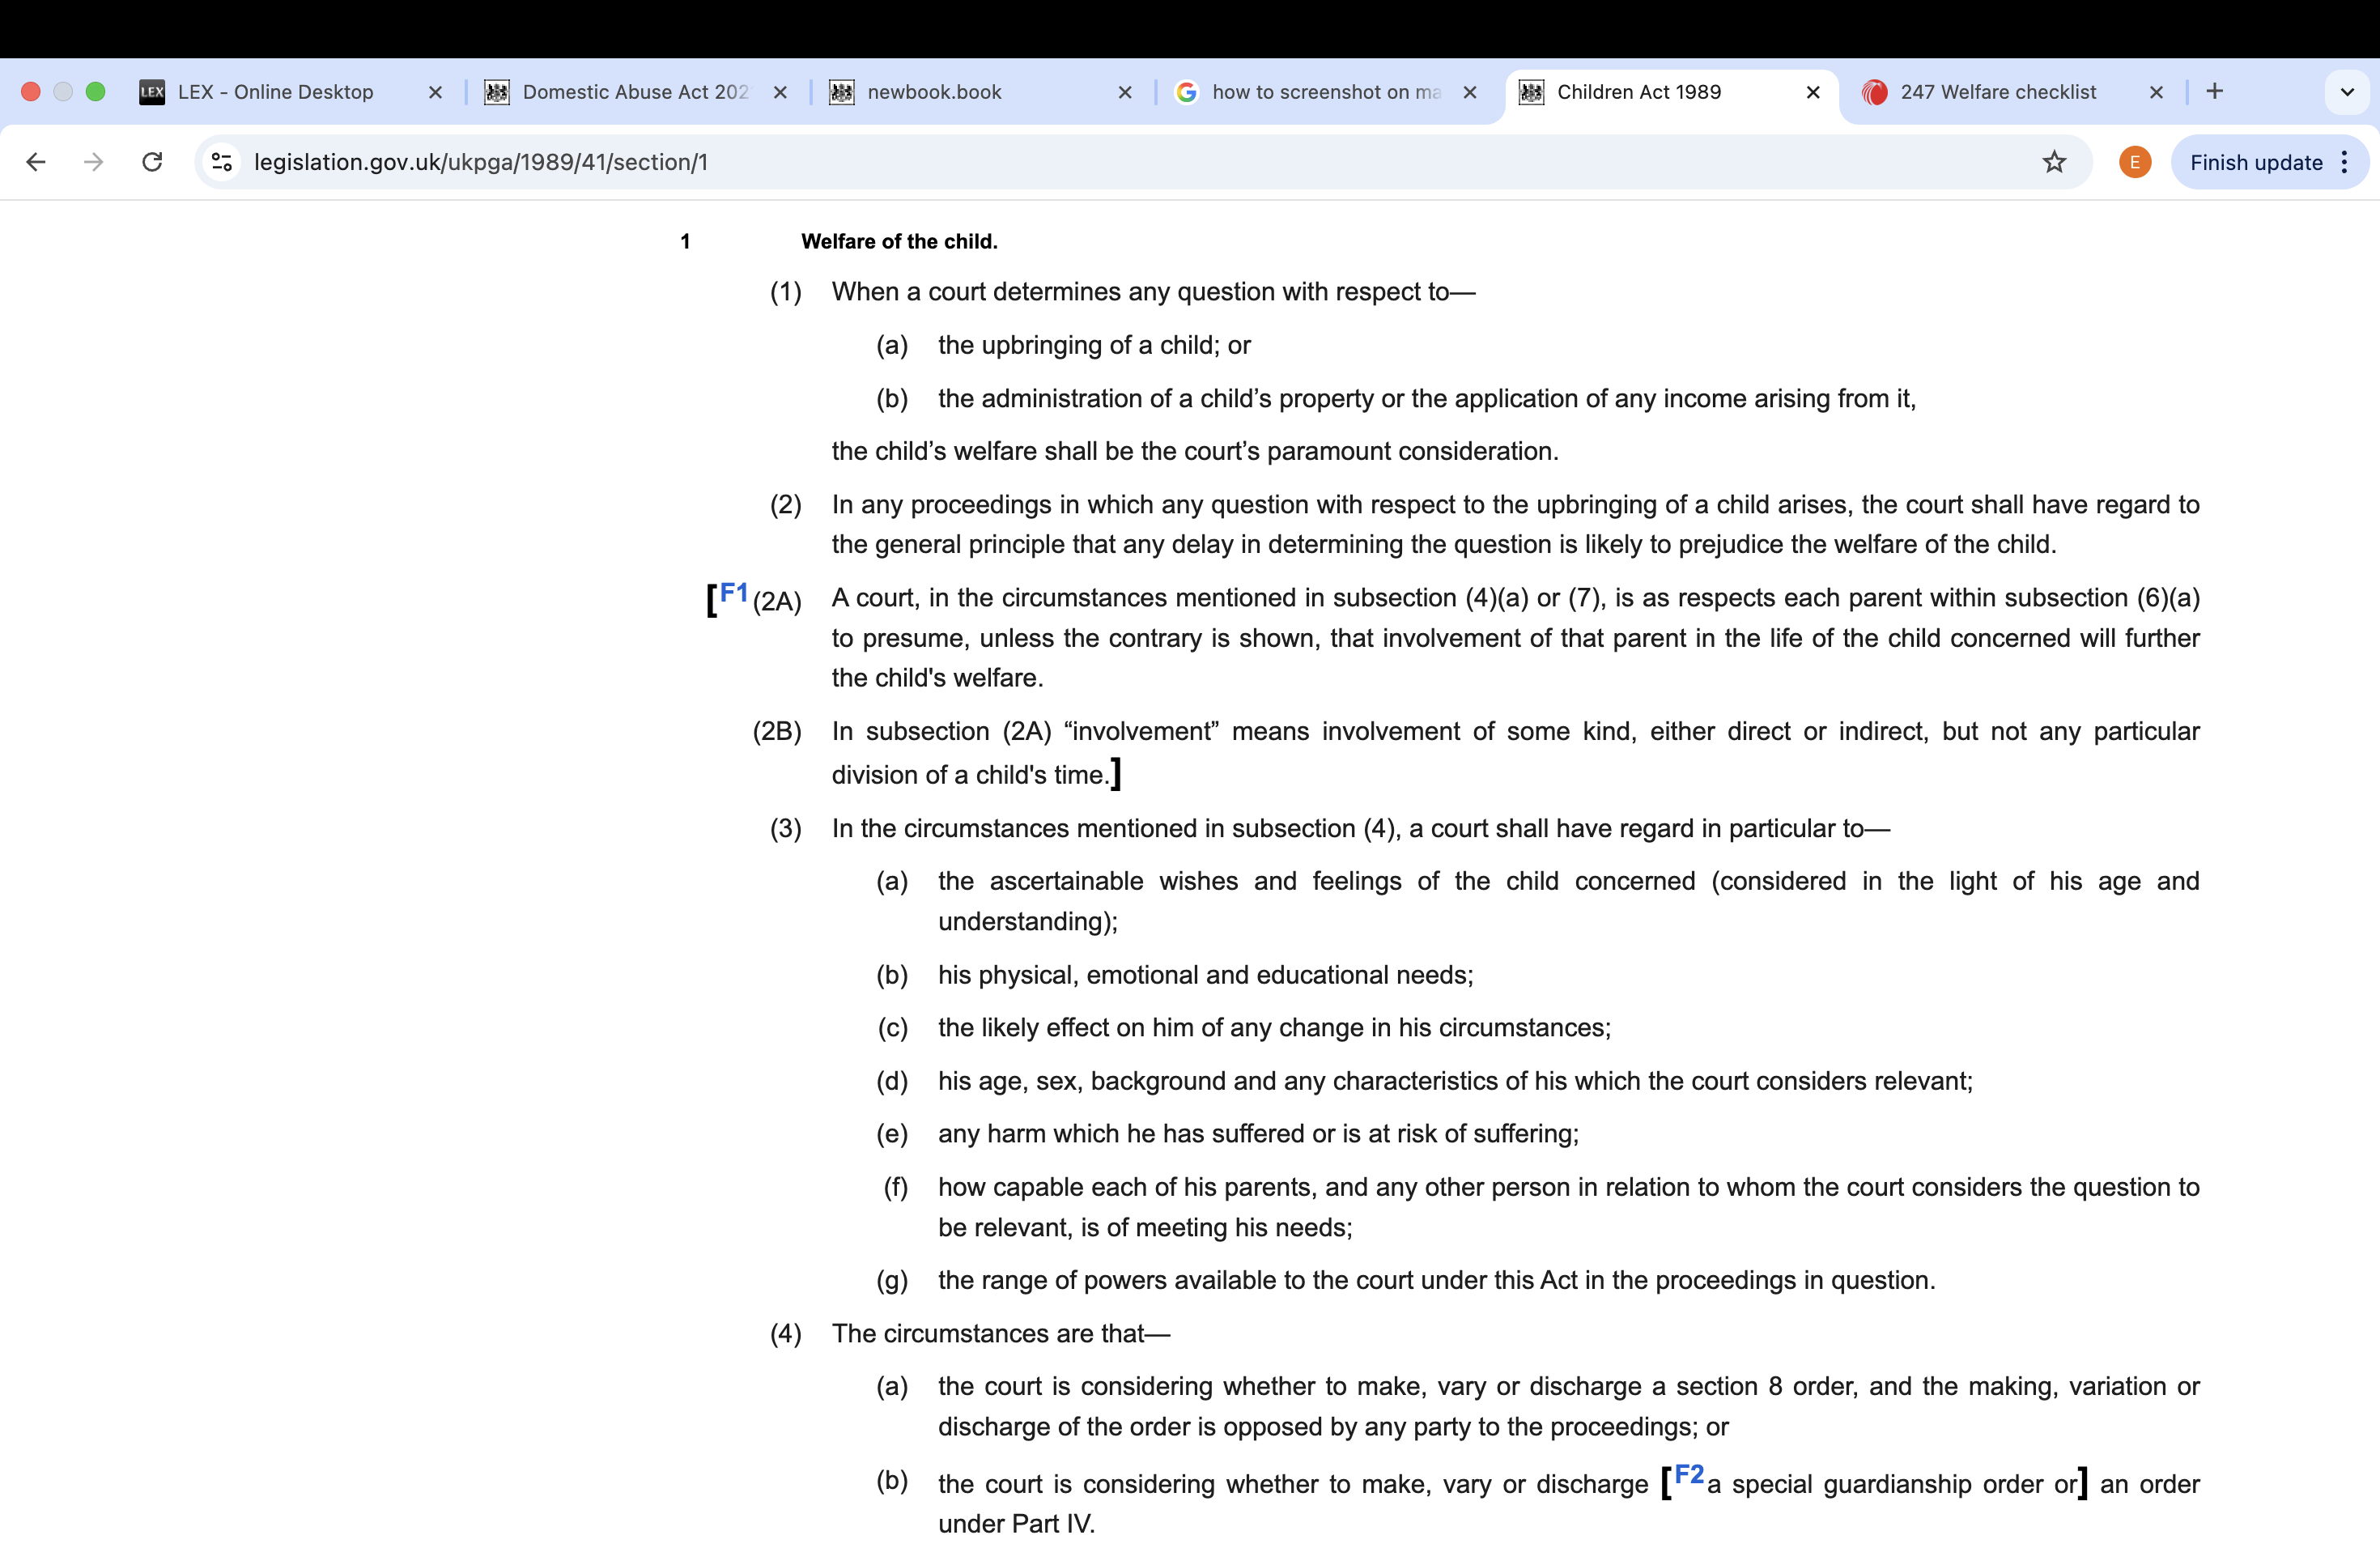 LEX - Online Desktop
Domestic Abuse Act 202
newbook.book
how to screenshot on ma
Children Act 1989
247 Welfare checklist
legislation.gov.uk/ukpga/1989/41/section/1
E
Finish update
1 Welfare of the child.
(1) When a court determines any question with respect to—
(a) the upbringing of a child; or
(b) the administration of a child’s property or the application of any income arising from it,
the child’s welfare shall be the court’s paramount consideration.
(2) In any proceedings in which any question with respect to the upbringing of a child arises, the court shall have regard to
the general principle that any delay in determining the question is likely to prejudice the welfare of the child.
[F1(2A) A court, in the circumstances mentioned in subsection (4)(a) or (7), is as respects each parent within subsection (6)(a)
to presume, unless the contrary is shown, that involvement of that parent in the life of the child concerned will further
the child's welfare.
(2B) In subsection (2A) “involvement” means involvement of some kind, either direct or indirect, but not any particular
division of a child's time.]
(3) In the circumstances mentioned in subsection (4), a court shall have regard in particular to—
(a) the ascertainable wishes and feelings of the child concerned (considered in the light of his age and
understanding);
(b) his physical, emotional and educational needs;
(c) the likely effect on him of any change in his circumstances;
(d) his age, sex, background and any characteristics of his which the court considers relevant;
(e) any harm which he has suffered or is at risk of suffering;
(f) how capable each of his parents, and any other person in relation to whom the court considers the question to
be relevant, is of meeting his needs;
(g) the range of powers available to the court under this Act in the proceedings in question.
(4) The circumstances are that—
(a) the court is considering whether to make, vary or discharge a section 8 order, and the making, variation or
discharge of the order is opposed by any party to the proceedings; or
(b) the court is considering whether to make, vary or discharge [F2a special guardianship order or] an order
under Part IV.